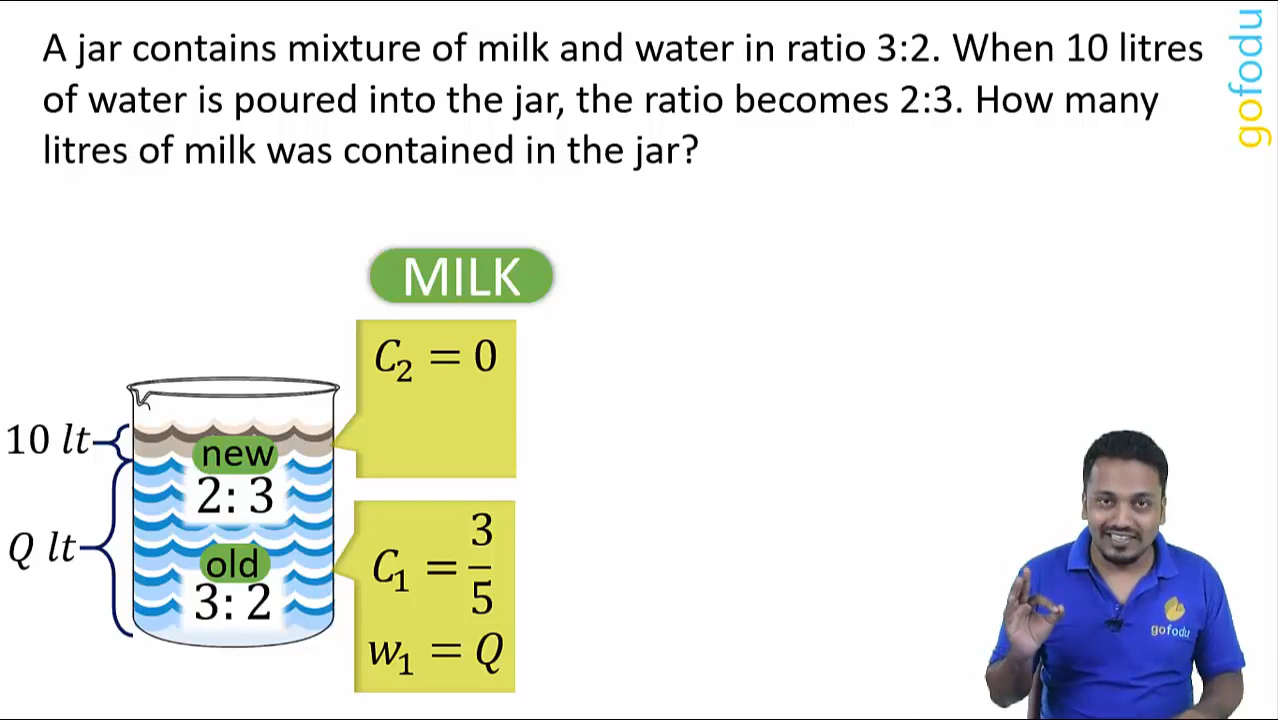 A jar contains mixture of milk and water in ratio 3:2. When 10 litres
of water is poured into the jar, the ratio becomes 2:3. How many
litres of milk was contained in the jar?
gofodu
MILK
C₂ = 0
10 lt
new
2: 3
Q lt
old
3: 2
C₁ = 3/5
w₁ = Q
gofodu